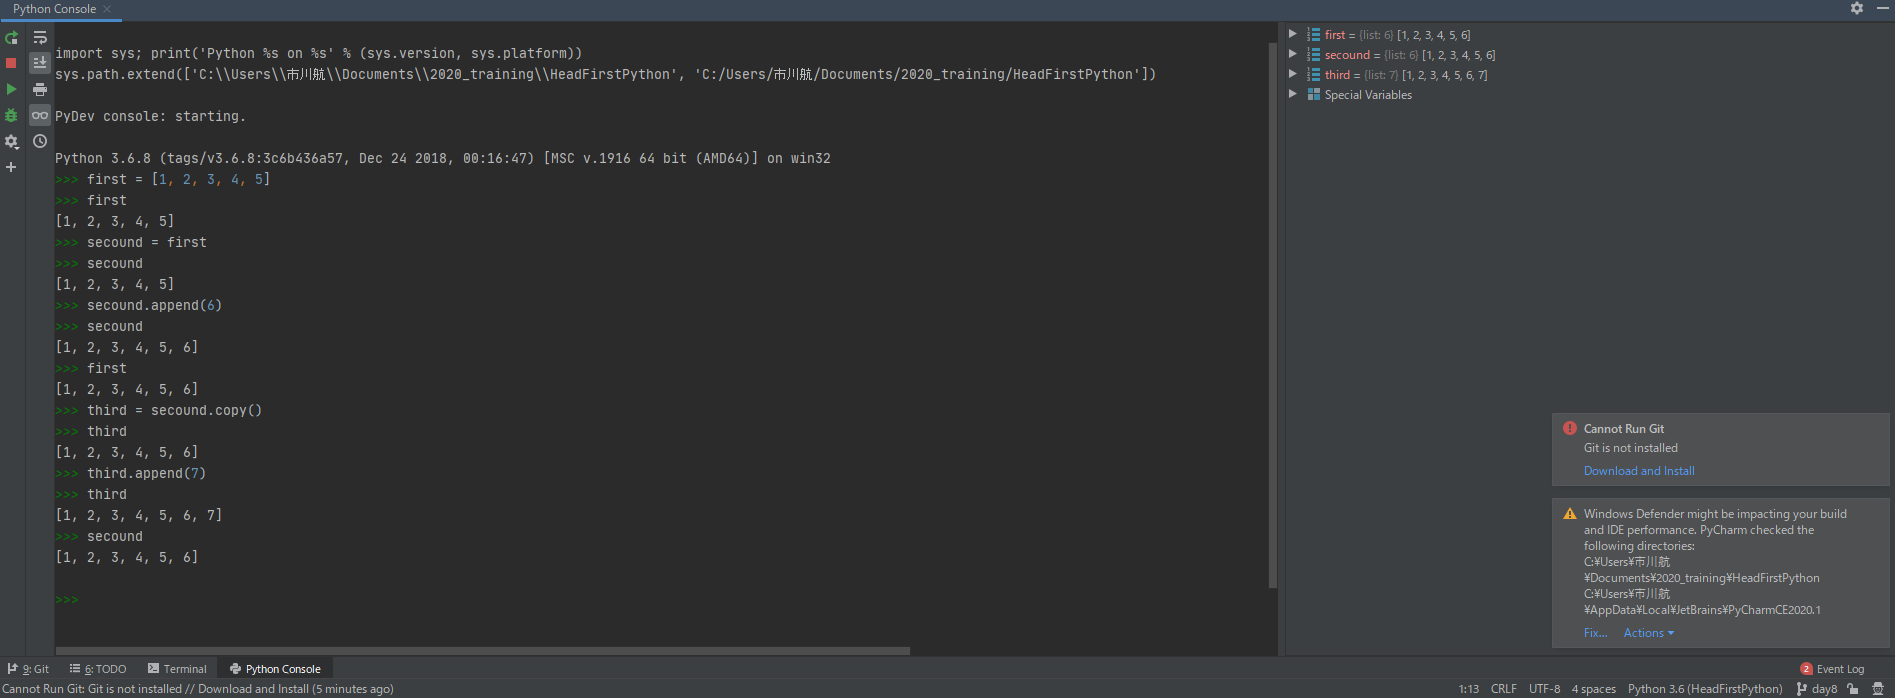 Python Console
import sys; print('Python %s on %s' % (sys.version, sys.platform))
sys.path.extend(['C:\\Users\\市川航\\Documents\\2020_training\\HeadFirstPython', 'C:/Users/市川航/Documents/2020_training/HeadFirstPython'])
PyDev console: starting.
Python 3.6.8 (tags/v3.6.8:3c6b436a57, Dec 24 2018, 00:16:47) [MSC v.1916 64 bit (AMD64)] on win32
>>> first = [1, 2, 3, 4, 5]
>>> first
[1, 2, 3, 4, 5]
>>> secound = first
>>> secound
[1, 2, 3, 4, 5]
>>> secound.append(6)
>>> secound
[1, 2, 3, 4, 5, 6]
>>> first
[1, 2, 3, 4, 5, 6]
>>> third = secound.copy()
>>> third
[1, 2, 3, 4, 5, 6]
>>> third.append(7)
>>> third
[1, 2, 3, 4, 5, 6, 7]
>>> secound
[1, 2, 3, 4, 5, 6]
>>>
first = {list: 6} [1, 2, 3, 4, 5, 6]
secound = {list: 6} [1, 2, 3, 4, 5, 6]
third = {list: 7} [1, 2, 3, 4, 5, 6, 7]
Special Variables
Cannot Run Git
Git is not installed
Download and Install
Windows Defender might be impacting your build
and IDE performance. PyCharm checked the
following directories:
C:¥Users¥市川航
¥Documents¥2020_training¥HeadFirstPython
C:¥Users¥市川航
¥AppData¥Local¥JetBrains¥PyCharmCE2020.1
Fix... Actions
9: Git 6: TODO Terminal Python Console 2 Event Log
Cannot Run Git: Git is not installed // Download and Install (5 minutes ago) 1:13 CRLF UTF-8 4 spaces Python 3.6 (HeadFirstPython) day8